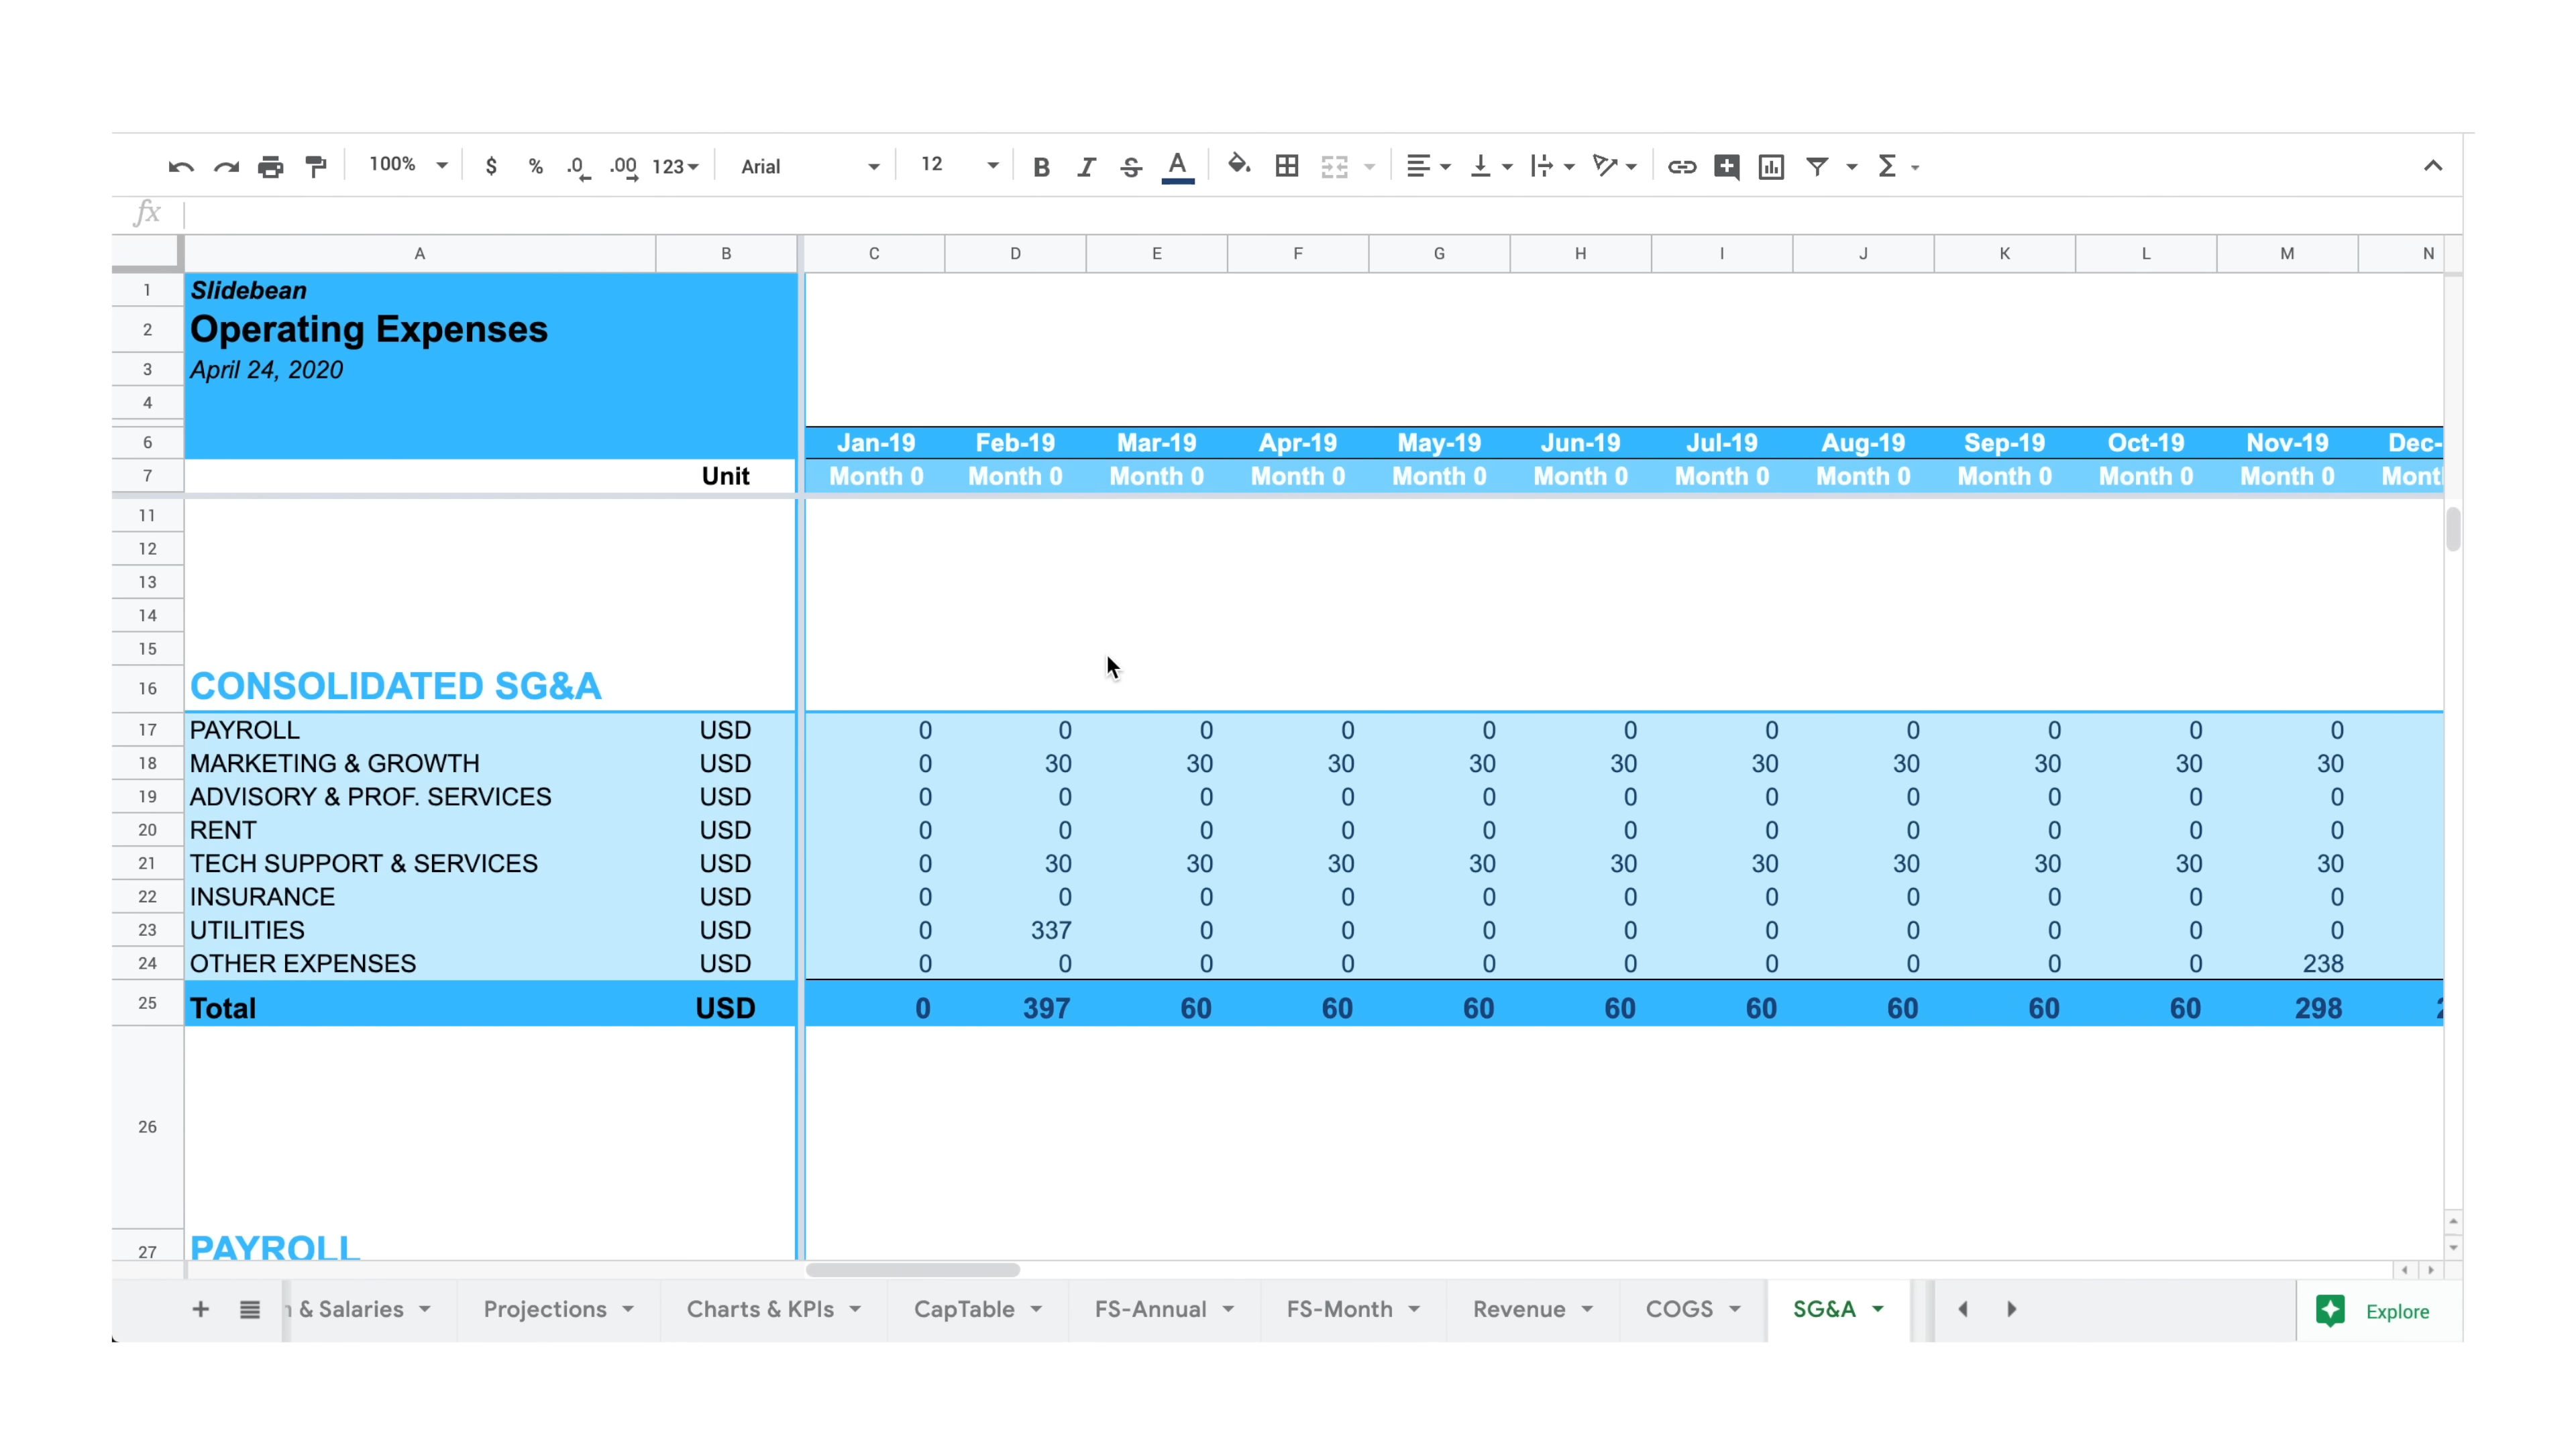 100% $ % .0 .00 123 Arial 12 B I S A Σ
fx
A B C D E F G H I J K L M N
1 Slidebean
2 Operating Expenses
3 April 24, 2020
4
6 Jan-19 Feb-19 Mar-19 Apr-19 May-19 Jun-19 Jul-19 Aug-19 Sep-19 Oct-19 Nov-19 Dec-
7 Unit Month 0 Month 0 Month 0 Month 0 Month 0 Month 0 Month 0 Month 0 Month 0 Month 0 Month 0 Mont
11
12
13
14
15
16 CONSOLIDATED SG&A
17 PAYROLL USD 0 0 0 0 0 0 0 0 0 0 0
18 MARKETING & GROWTH USD 0 30 30 30 30 30 30 30 30 30 30
19 ADVISORY & PROF. SERVICES USD 0 0 0 0 0 0 0 0 0 0 0
20 RENT USD 0 0 0 0 0 0 0 0 0 0 0
21 TECH SUPPORT & SERVICES USD 0 30 30 30 30 30 30 30 30 30 30
22 INSURANCE USD 0 0 0 0 0 0 0 0 0 0 0
23 UTILITIES USD 0 337 0 0 0 0 0 0 0 0 0
24 OTHER EXPENSES USD 0 0 0 0 0 0 0 0 0 0 238
25 Total USD 0 397 60 60 60 60 60 60 60 60 298
26
27 PAYROLL
& Salaries Projections Charts & KPIs CapTable FS-Annual FS-Month Revenue COGS SG&A Explore